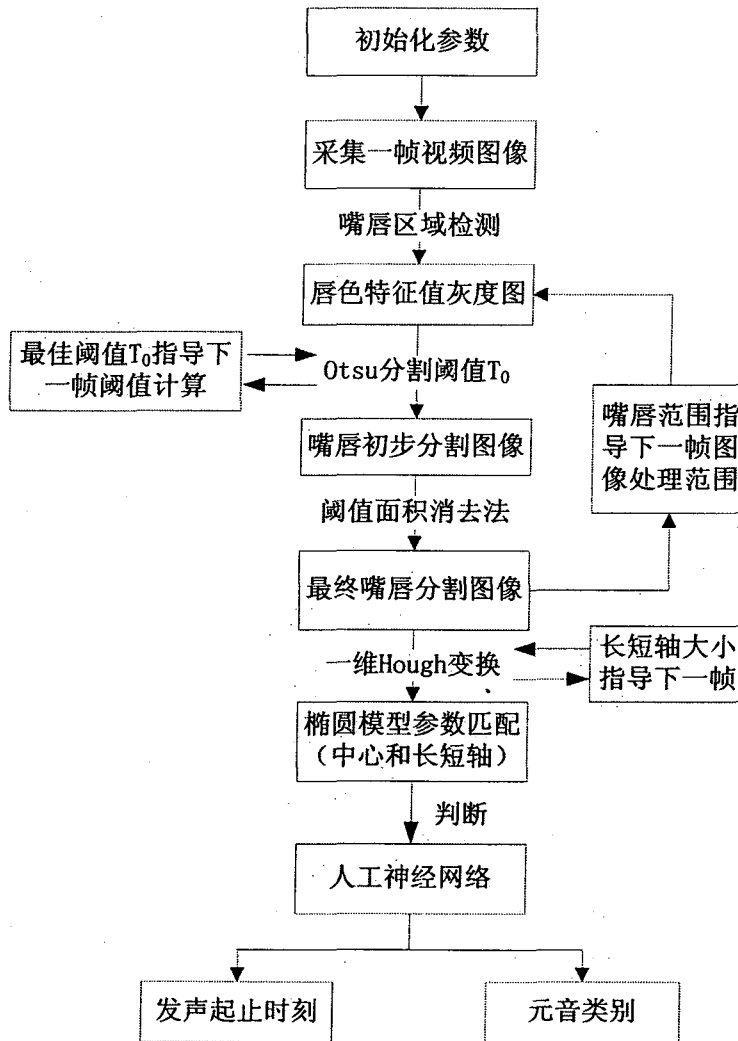 初始化参数
采集一帧视频图像
嘴唇区域检测
唇色特征值灰度图
最佳阈值T₀指导下
一帧阈值计算
Otsu分割阈值T₀
嘴唇初步分割图像
嘴唇范围指
导下一帧图
像处理范围
阈值面积消去法
最终嘴唇分割图像
一维Hough变换
长短轴大小
指导下一帧
椭圆模型参数匹配
(中心和长短轴)
判断
人工神经网络
发声起止时刻
元音类别